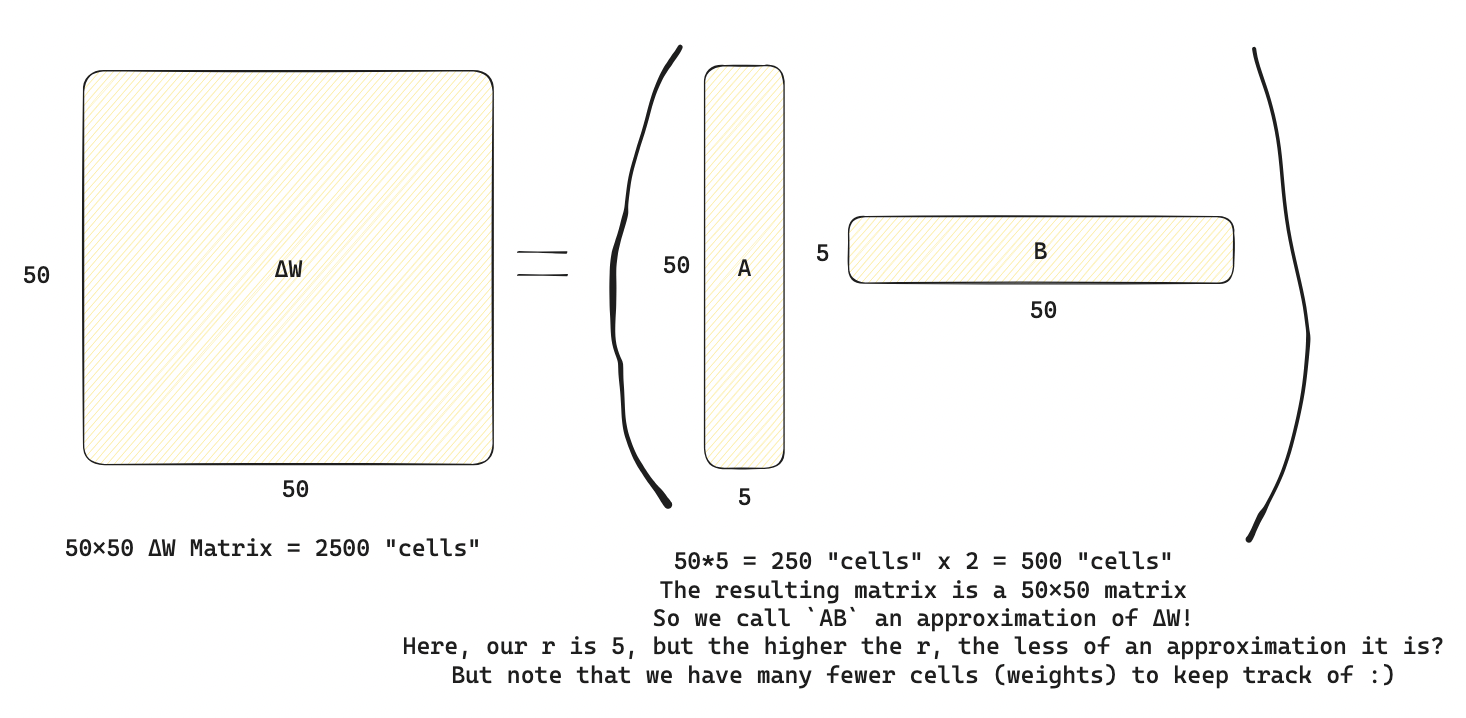 50
ΔW
50
50×50 ΔW Matrix = 2500 "cells"
=
50
A
5
5
B
50
50*5 = 250 "cells" x 2 = 500 "cells"
The resulting matrix is a 50×50 matrix
So we call `AB` an approximation of ΔW!
Here, our r is 5, but the higher the r, the less of an approximation it is?
But note that we have many fewer cells (weights) to keep track of :)